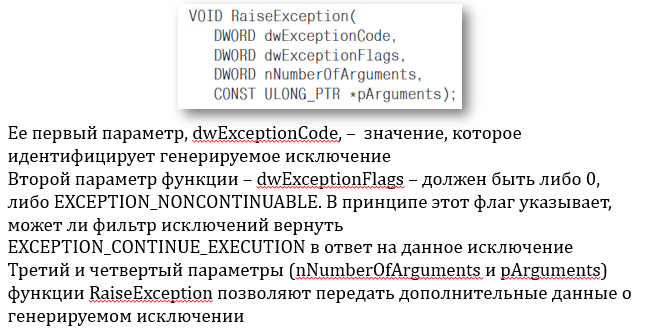 VOID RaiseException(
DWORD dwExceptionCode,
DWORD dwExceptionFlags,
DWORD nNumberOfArguments,
CONST ULONG_PTR *pArguments);
Ее первый параметр, dwExceptionCode, – значение, которое
идентифицирует генерируемое исключение
Второй параметр функции – dwExceptionFlags – должен быть либо 0,
либо EXCEPTION_NONCONTINUABLE. В принципе этот флаг указывает,
может ли фильтр исключений вернуть
EXCEPTION_CONTINUE_EXECUTION в ответ на данное исключение
Третий и четвертый параметры (nNumberOfArguments и pArguments)
функции RaiseException позволяют передать дополнительные данные о
генерируемом исключении